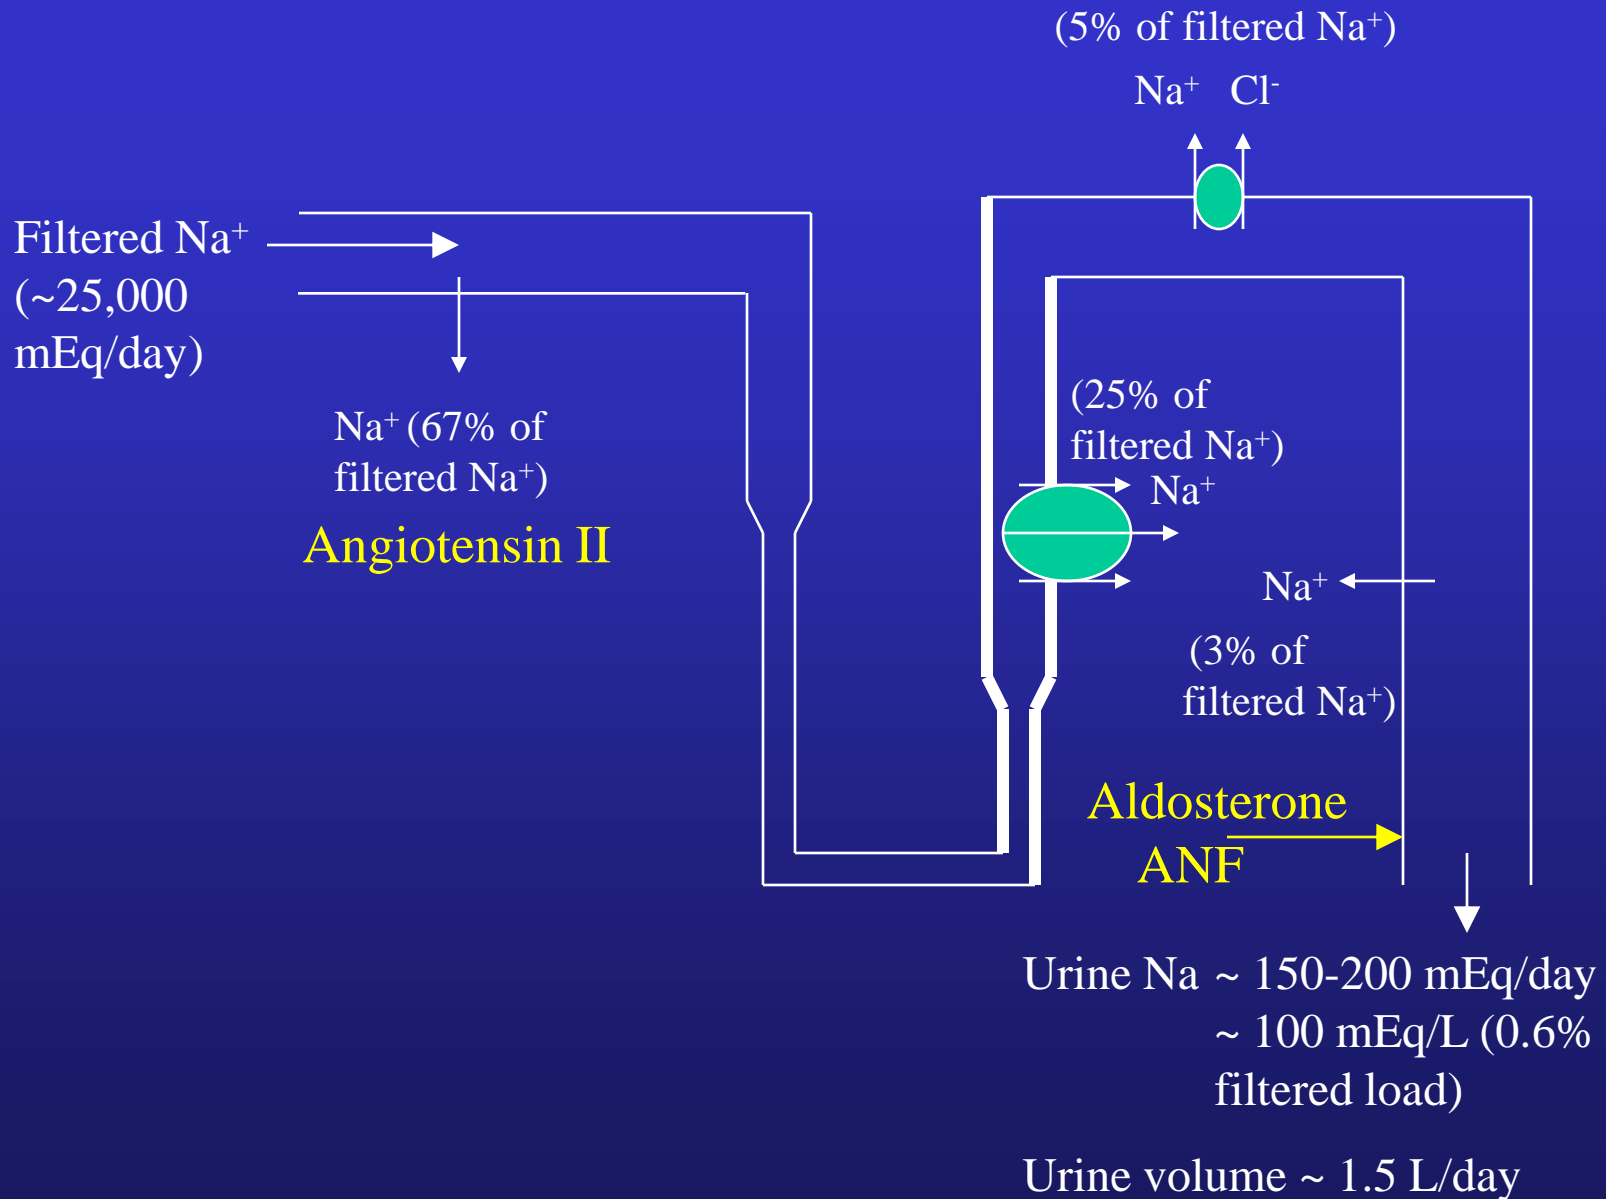 (5% of filtered Na⁺)
Na⁺ Cl⁻
Filtered Na⁺
(~25,000
mEq/day)
Na⁺ (67% of
filtered Na⁺)
Angiotensin II
(25% of
filtered Na⁺)
Na⁺
Na⁺
(3% of
filtered Na⁺)
Aldosterone
ANF
Urine Na ~ 150-200 mEq/day
~ 100 mEq/L (0.6%
filtered load)
Urine volume ~ 1.5 L/day